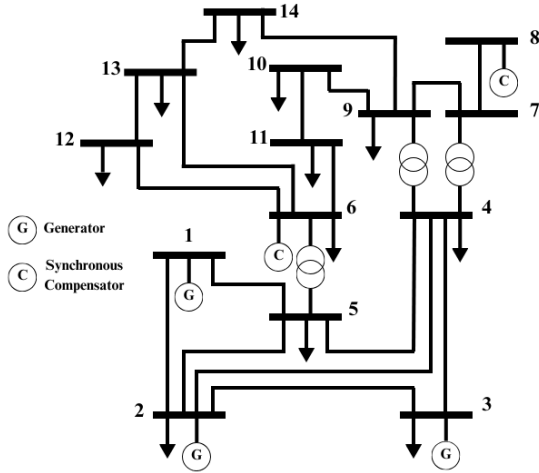 14
8
13
10
9
7
12
11
C
6
4
G Generator
1
C
C Synchronous
Compensator
G
5
2
3
G
G